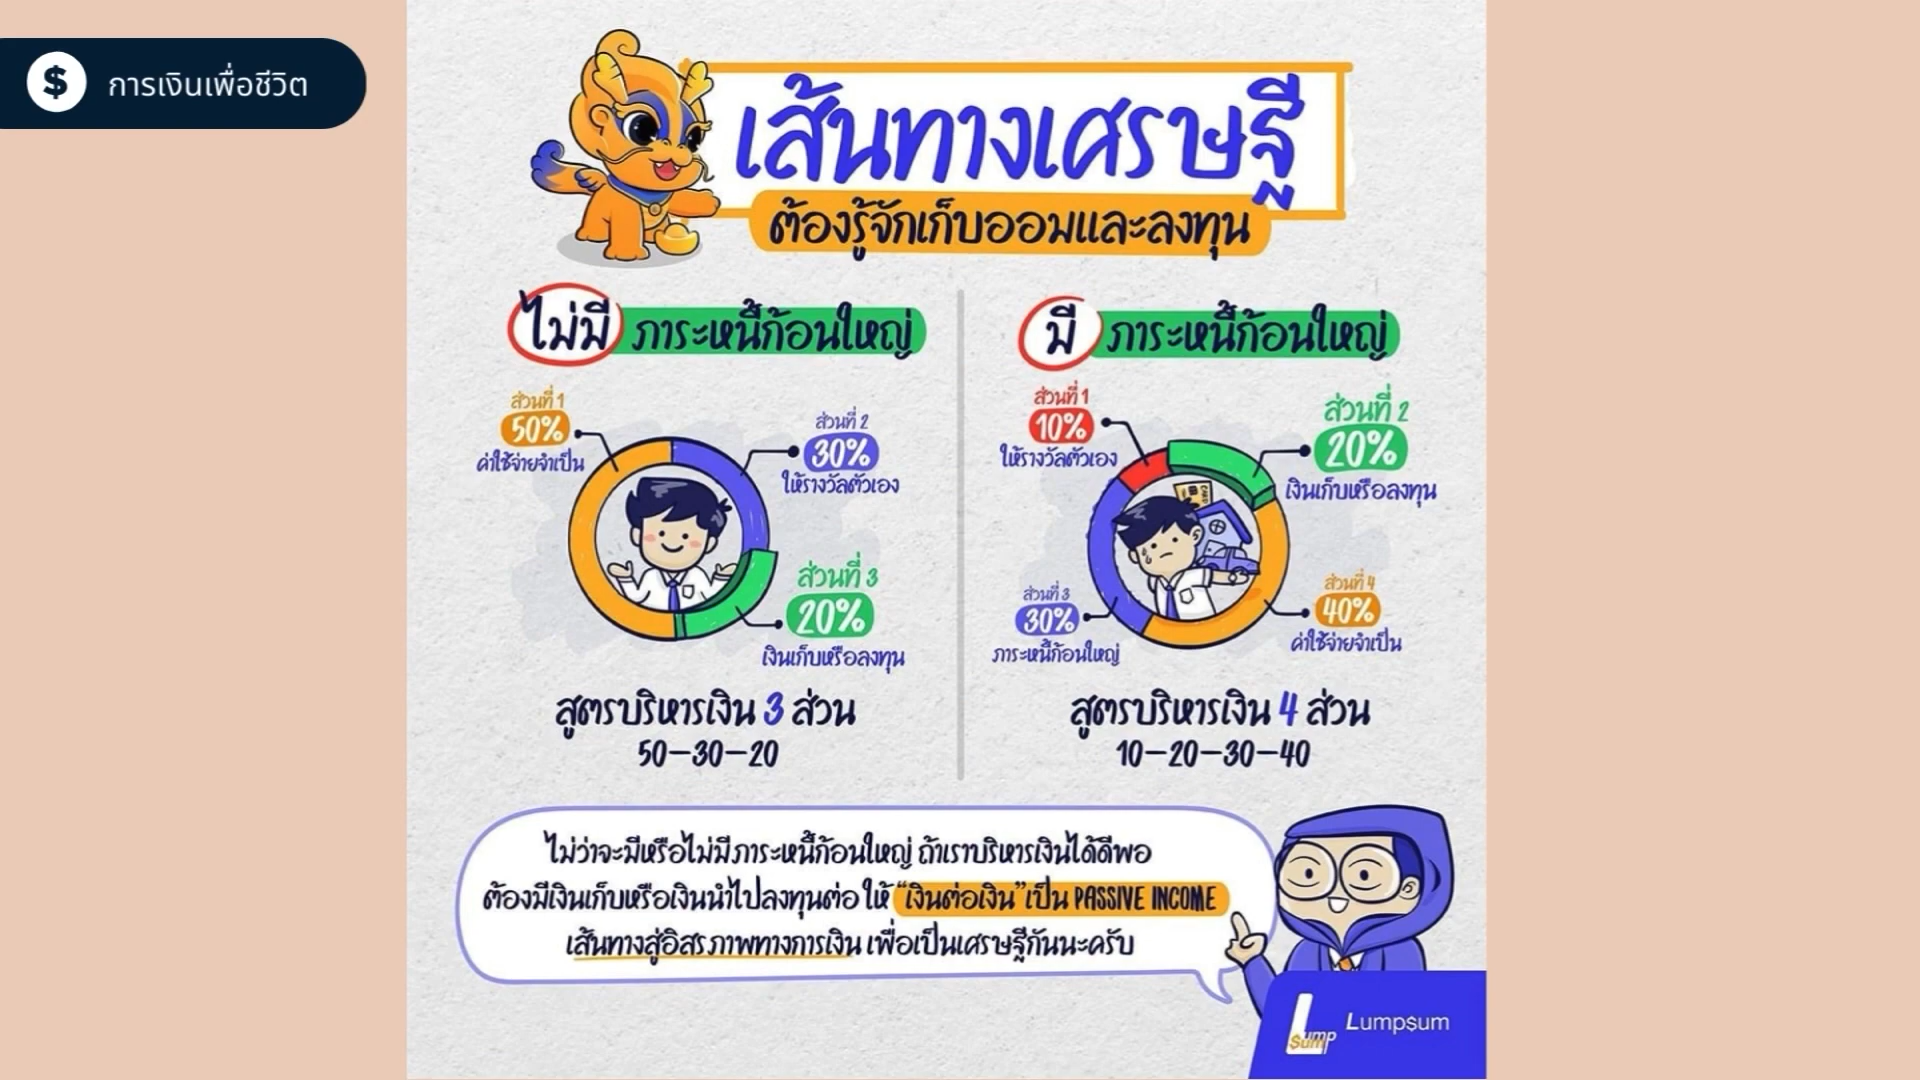 $ การเงินเพื่อชีวิต
เส้นทางเศรษฐี
ต้องรู้จักเก็บออมและลงทุน
ไม่มี ภาระหนี้ก้อนใหญ่
ส่วนที่ 1
50%
ค่าใช้จ่ายจำเป็น
ส่วนที่ 2
30%
ให้รางวัลตัวเอง
ส่วนที่ 3
20%
เงินเก็บหรือลงทุน
สูตรบริหารเงิน 3 ส่วน
50-30-20
มี ภาระหนี้ก้อนใหญ่
ส่วนที่ 1
10%
ให้รางวัลตัวเอง
ส่วนที่ 2
20%
เงินเก็บหรือลงทุน
ส่วนที่ 3
30%
ภาระหนี้ก้อนใหญ่
ส่วนที่ 4
40%
ค่าใช้จ่ายจำเป็น
สูตรบริหารเงิน 4 ส่วน
10-20-30-40
ไม่ว่าจะมีหรือไม่มีภาระหนี้ก้อนใหญ่ ถ้าเราบริหารเงินได้ดีพอ
ต้องมีเงินเก็บหรือเงินนำไปลงทุนต่อ ให้ “เงินต่อเงิน” เป็น PASSIVE INCOME
เส้นทางสู่อิสรภาพทางการเงิน เพื่อเป็นเศรษฐีกันนะครับ
Lump Sum Lumpsum